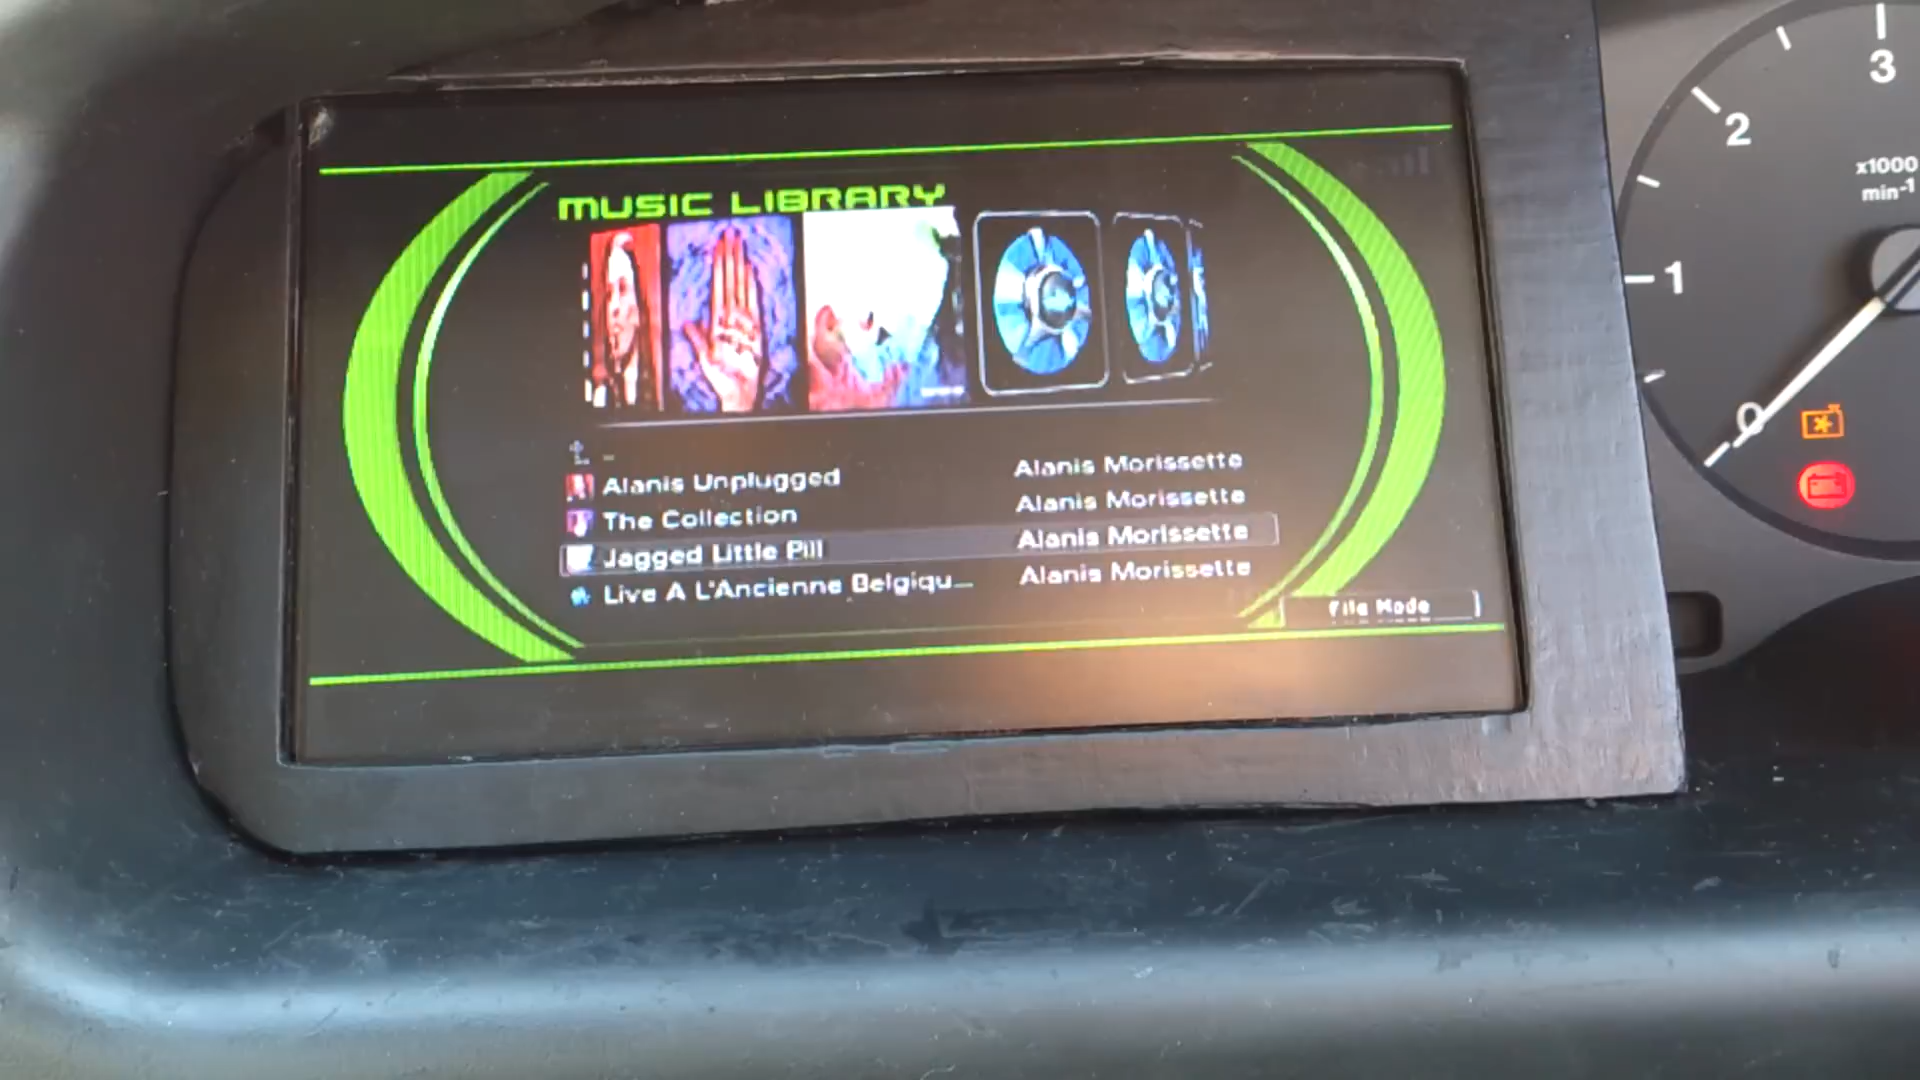 MUSIC LIBRARY
Alanis Unplugged Alanis Morissette
The Collection Alanis Morissette
Jagged Little Pill Alanis Morissette
Live A L'Ancienne Belgiqu... Alanis Morissette
File Mode
3
2
x1000
min-1
1
0